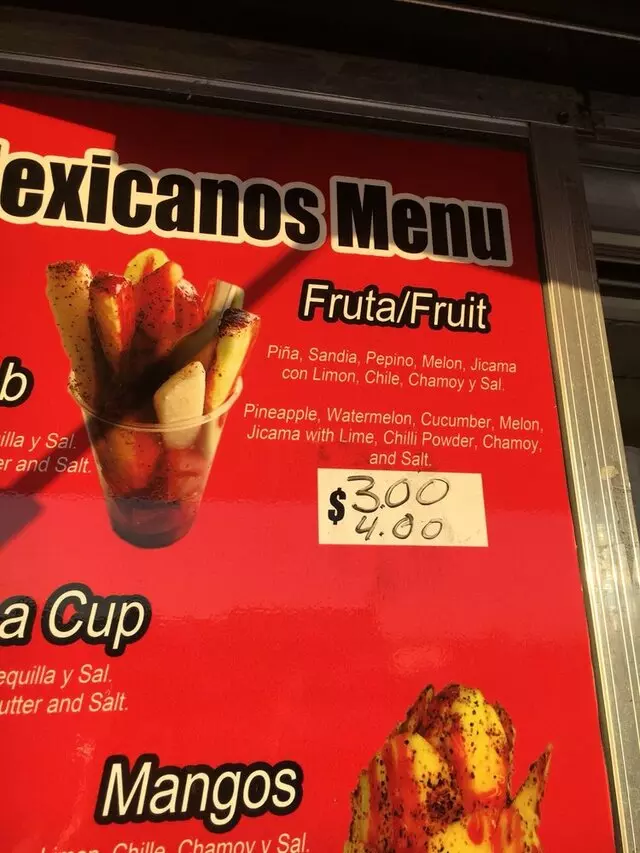 exicanos Menu
Fruta/Fruit
Piña, Sandia, Pepino, Melon, Jicama
con Limon, Chile, Chamoy y Sal.
Pineapple, Watermelon, Cucumber, Melon,
Jicama with Lime, Chilli Powder, Chamoy,
and Salt.
$3.00
4.00
b
illa y Sal.
er and Salt.
a Cup
equilla y Sal.
utter and Salt.
Mangos
Limon, Chille, Chamoy y Sal.